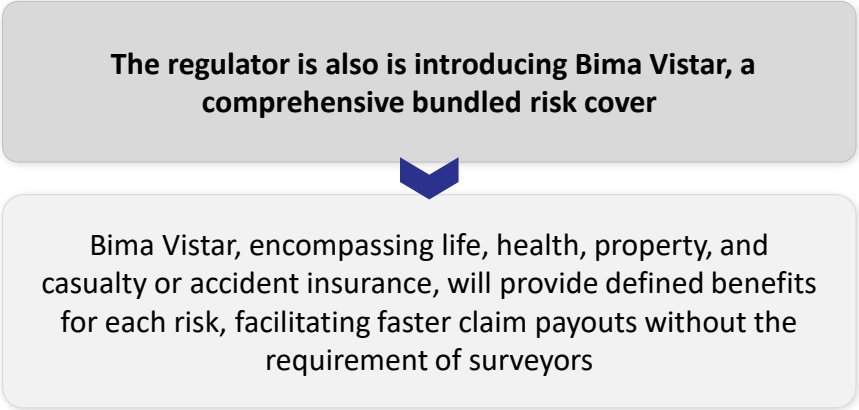 The regulator is also is introducing Bima Vistar, a
comprehensive bundled risk cover
Bima Vistar, encompassing life, health, property, and
casualty or accident insurance, will provide defined benefits
for each risk, facilitating faster claim payouts without the
requirement of surveyors